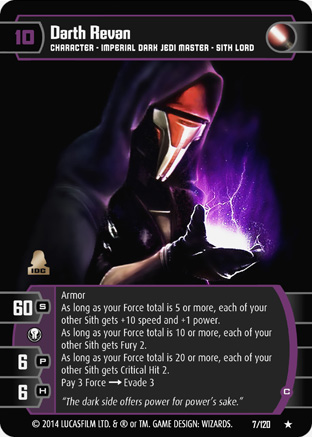 10
Darth Revan
CHARACTER • IMPERIAL DARK JEDI MASTER • SITH LORD
IDC
60 S
6 P
6 H
Armor
As long as your Force total is 5 or more, each of your
other Sith gets +10 speed and +1 power.
As long as your Force total is 10 or more, each of your
other Sith gets Fury 2.
As long as your Force total is 20 or more, each of your
other Sith gets Critical Hit 2.
Pay 3 Force → Evade 3
C
"The dark side offers power for power's sake."
© 2014 LUCASFILM LTD. & ® or TM. GAME DESIGN: WIZARDS. 7/120 ★